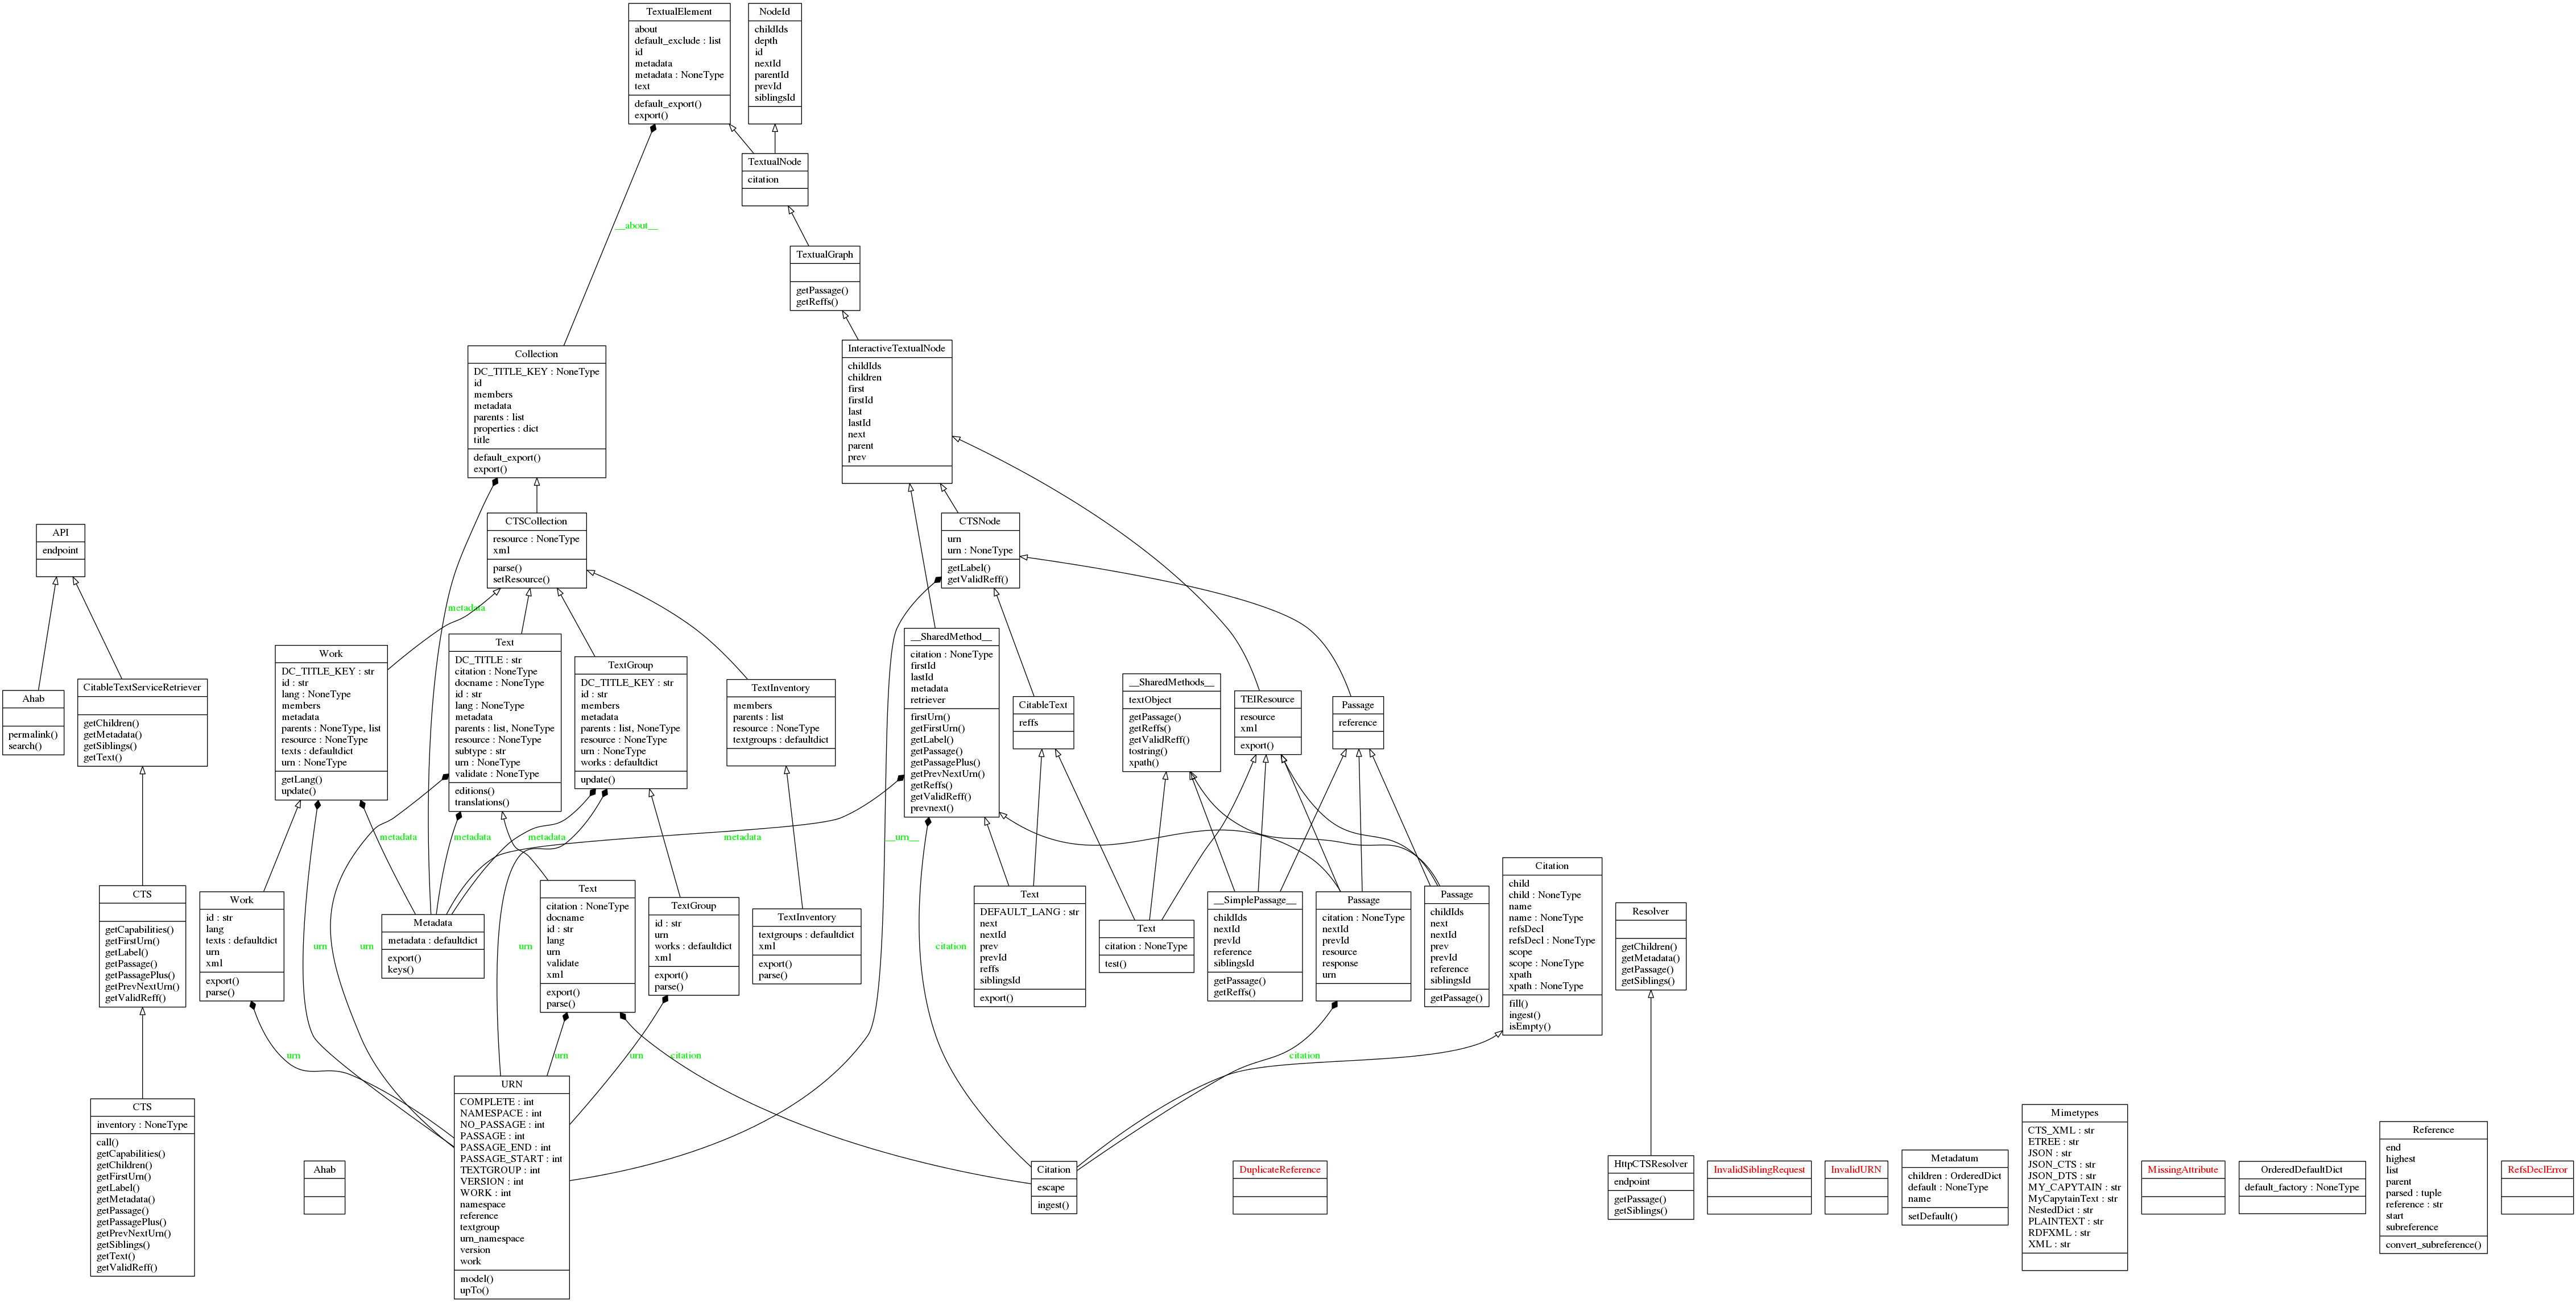 TextualElement
about
default_exclude : list
id
metadata
metadata : NoneType
text
default_export()
export()
NodeId
childIds
depth
id
nextId
parentId
prevId
siblingsId
TextualNode
citation
__about__
TextualGraph
getPassage()
getReffs()
Collection
DC_TITLE_KEY : NoneType
id
members
metadata
parents : list
properties : dict
title
default_export()
export()
InteractiveTextualNode
childIds
children
first
firstId
last
lastId
next
parent
prev
API
endpoint
CTSCollection
resource : NoneType
xml
parse()
setResource()
CTSNode
urn
urn : NoneType
getLabel()
getValidReff()
metadata
Ahab
permalink()
search()
CitableTextServiceRetriever
getChildren()
getMetadata()
getSiblings()
getText()
Work
DC_TITLE_KEY : str
id : str
lang : NoneType
members
metadata
parents : NoneType, list
resource : NoneType
texts : defaultdict
urn : NoneType
getLang()
update()
Text
DC_TITLE : str
citation : NoneType
docname : NoneType
id : str
lang : NoneType
metadata
parents : list, NoneType
resource : NoneType
subtype : str
urn : NoneType
validate : NoneType
editions()
translations()
TextGroup
DC_TITLE_KEY : str
id : str
members
metadata
parents : list, NoneType
resource : NoneType
urn : NoneType
works : defaultdict
update()
TextInventory
members
parents : list
resource : NoneType
textgroups : defaultdict
__SharedMethod__
citation : NoneType
firstId
lastId
metadata
retriever
firstUrn()
getFirstUrn()
getLabel()
getPassage()
getPassagePlus()
getPrevNextUrn()
getReffs()
getValidReff()
prevnext()
CitableText
reffs
__SharedMethods__
textObject
getPassage()
getReffs()
getValidReff()
tostring()
xpath()
TEIResource
resource
xml
export()
Passage
reference
metadata
metadata
metadata
metadata
__urn__
CTS
getCapabilities()
getFirstUrn()
getLabel()
getPassage()
getPassagePlus()
getPrevNextUrn()
getValidReff()
Work
id : str
lang
texts : defaultdict
urn
xml
export()
parse()
urn
urn
Metadata
metadata : defaultdict
export()
keys()
urn
Text
citation : NoneType
docname
id : str
lang
urn
validate
xml
export()
parse()
TextGroup
id : str
urn
works : defaultdict
xml
export()
parse()
TextInventory
textgroups : defaultdict
xml
export()
parse()
citation
Text
DEFAULT_LANG : str
next
nextId
prev
prevId
reffs
siblingsId
export()
Text
citation : NoneType
test()
__SimplePassage__
childIds
nextId
prevId
reference
siblingsId
getPassage()
getReffs()
Passage
citation : NoneType
nextId
prevId
resource
response
urn
Passage
childIds
next
nextId
prev
prevId
reference
siblingsId
getPassage()
Citation
child
child : NoneType
name
name : NoneType
refsDecl
refsDecl : NoneType
scope
scope : NoneType
xpath
xpath : NoneType
fill()
ingest()
isEmpty()
Resolver
getChildren()
getMetadata()
getPassage()
getSiblings()
urn
urn
urn
citation
citation
CTS
inventory : NoneType
call()
getCapabilities()
getChildren()
getFirstUrn()
getLabel()
getMetadata()
getPassage()
getPassagePlus()
getPrevNextUrn()
getSiblings()
getText()
getValidReff()
Ahab
URN
COMPLETE : int
NAMESPACE : int
NO_PASSAGE : int
PASSAGE : int
PASSAGE_END : int
PASSAGE_START : int
TEXTGROUP : int
VERSION : int
WORK : int
namespace
reference
textgroup
urn_namespace
version
work
model()
upTo()
Citation
escape
ingest()
DuplicateReference
HttpCTSResolver
endpoint
getPassage()
getSiblings()
InvalidSiblingRequest
InvalidURN
Metadatum
children : OrderedDict
default : NoneType
name
setDefault()
Mimetypes
CTS_XML : str
ETREE : str
JSON : str
JSON_CTS : str
JSON_DTS : str
MY_CAPYTAIN : str
MyCapytainText : str
NestedDict : str
PLAINTEXT : str
RDFXML : str
XML : str
MissingAttribute
OrderedDefaultDict
default_factory : NoneType
Reference
end
highest
list
parent
parsed : tuple
reference : str
start
subreference
convert_subreference()
RefsDeclError